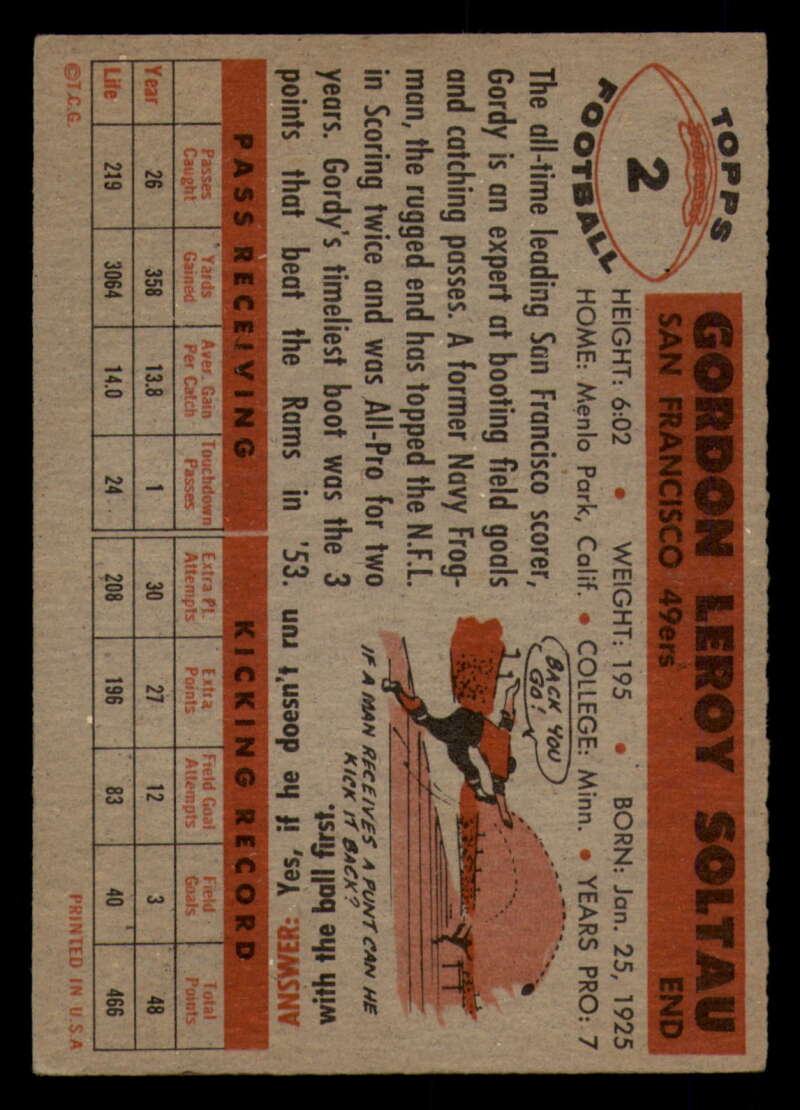 TOPPS
2
FOOTBALL
GORDON LEROY SOLTAU
SAN FRANCISCO 49ers END
HEIGHT: 6:02 • WEIGHT: 195 • BORN: Jan. 25, 1925
HOME: Menlo Park, Calif. • COLLEGE: Minn. • YEARS PRO: 7
The all-time leading San Francisco scorer,
Gordy is an expert at booting field goals
and catching passes. A former Navy Frog-
man, the rugged end has topped the N.F.L.
in Scoring twice and was All-Pro for two
years. Gordy's timeliest boot was the 3
points that beat the Rams in '53.
BACK YOU
GO!
IF A MAN RECEIVES A PUNT CAN HE
KICK IT BACK?
ANSWER: Yes, if he doesn't run
with the ball first.
PASS RECEIVING KICKING RECORD
Passes Caught Yards Gained Aver. Gain Per Catch Touchdown Passes Extra Pt. Attempts Extra Points Field Goal Attempts Field Goals Total Points
Year 26 358 13.8 1 30 27 12 3 48
Life 219 3064 14.0 24 208 196 83 40 466
©T.C.G. PRINTED IN U.S.A